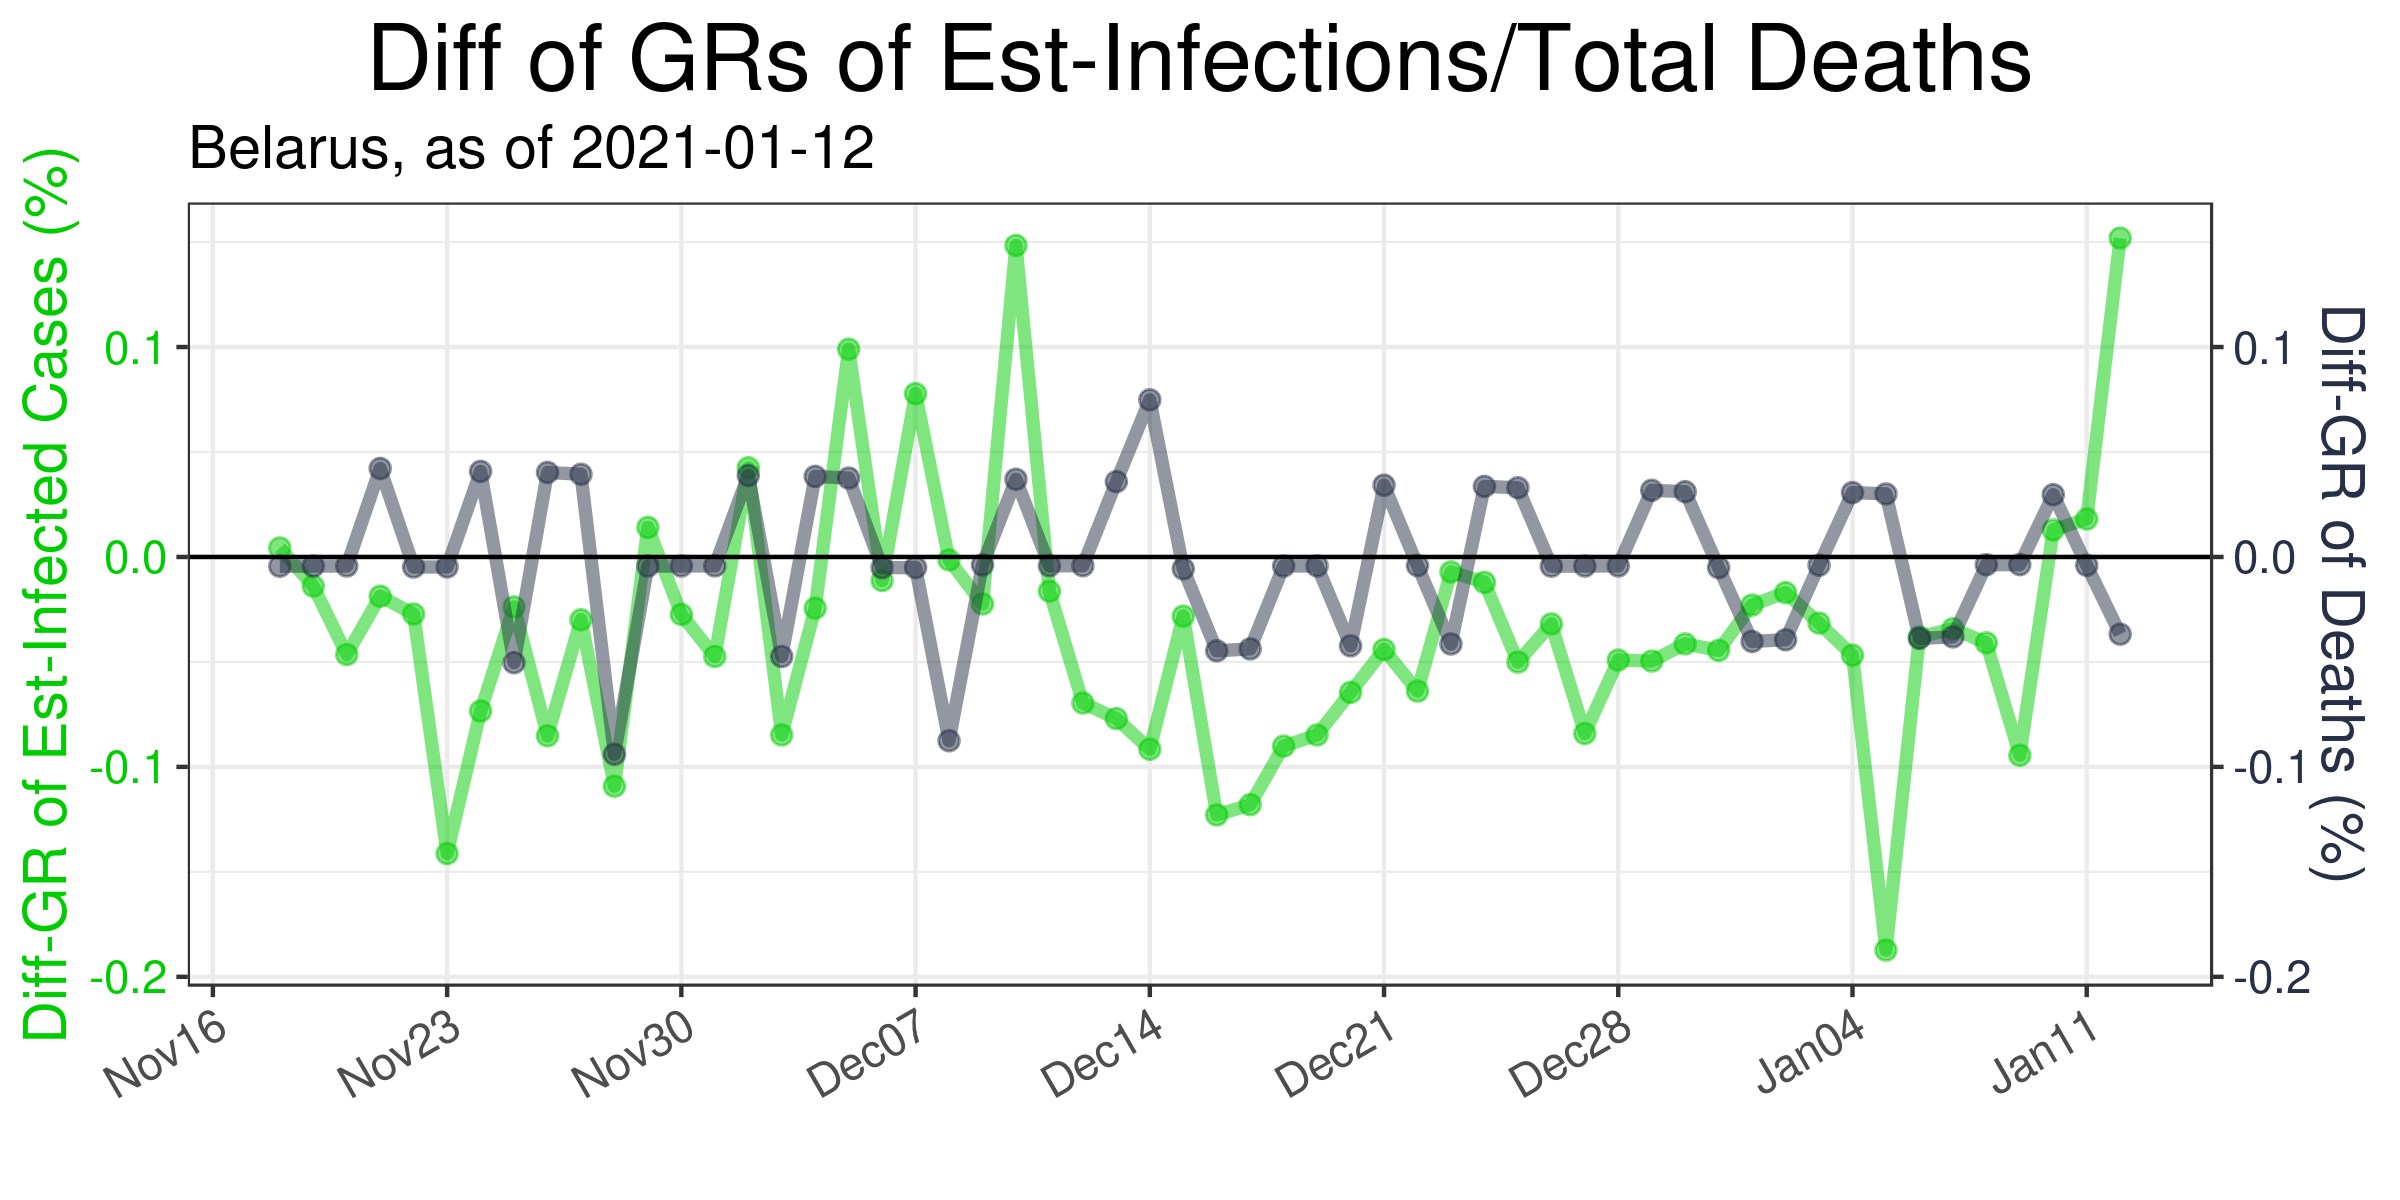 Diff of GRs of Est-Infections/Total Deaths
Belarus, as of 2021-01-12
Diff-GR of Est-Infected Cases (%)
0.1
0.0
-0.1
-0.2
0.1
0.0
-0.1
-0.2
Diff-GR of Deaths (%)
Nov16
Nov23
Nov30
Dec07
Dec14
Dec21
Dec28
Jan04
Jan11